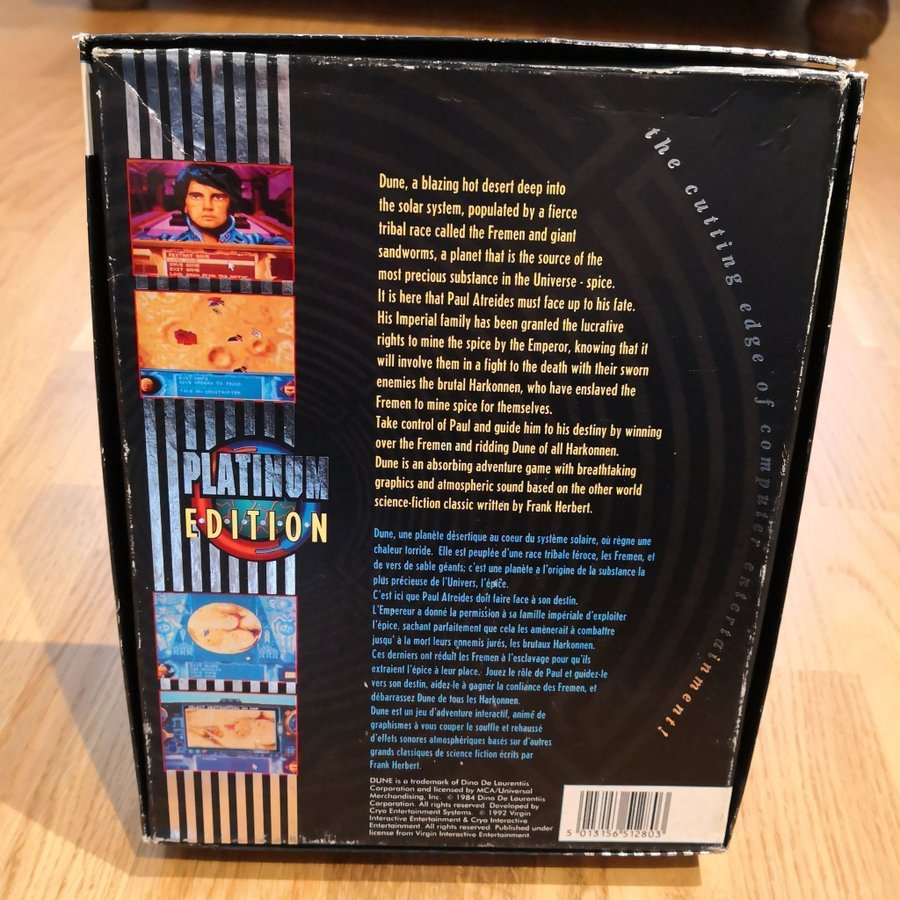 the cutting edge of computer entertainment!
Dune, a blazing hot desert deep into
the solar system, populated by a fierce
tribal race called the Fremen and giant
sandworms, a planet that is the source of the
most precious substance in the Universe - spice.
It is here that Paul Atreides must face up to his fate.
His Imperial family has been granted the lucrative
rights to mine the spice by the Emperor, knowing that it
will involve them in a fight to the death with their sworn
enemies the brutal Harkonnen, who have enslaved the
Fremen to mine spice for themselves.
Take control of Paul and guide him to his destiny by winning
over the Fremen and ridding Dune of all Harkonnen.
Dune is an absorbing adventure game with breathtaking
graphics and atmospheric sound based on the other world
science-fiction classic written by Frank Herbert.
RESTART GAME
SAVE GAME
EXIT GAME
PLATINUM
EDITION
Dune, une planète désertique au coeur du système solaire, où règne une
chaleur torride. Elle est peuplée d'une race tribale féroce, les Fremen, et
de vers de sable géants; c'est une planète a l'origine de la substance la
plus précieuse de l'Univers, l'épice.
C'est ici que Paul Atreides doit faire face à son destin.
L'Empereur a donné la permission à sa famille impériale d'exploiter
l'épice, sachant parfaitement que cela les amènerait à combattre
jusqu' à la mort leurs ennemis jurés, les brutaux Harkonnen.
Ces derniers ont réduit les Fremen à l'esclavage pour qu'ils
extraient l'épice à leur place. Jouez le rôle de Paul et guidez-le
vers son destin, aidez-le à gagner la confiance des Fremen, et
débarrassez Dune de tous les Harkonnen.
Dune est un jeu d'adventure interactif, animé de
graphismes à vous couper le souffle et rehaussé
d'effets sonores atmosphériques basés sur d'autres
grands classiques de science fiction écrits par
Frank Herbert.
DUNE is a trademark of Dino De Laurentiis
Corporation and licensed by MCA/Universal
Merchandising, Inc. © 1984 Dino De Laurentiis
Corporation. All rights reserved. Developed by
Cryo Entertainment Systems. © 1992 Virgin
Interactive Entertainment & Cryo Interactive
Entertainment. All rights reserved. Published under
license from Virgin Interactive Entertainment.
5 013156 512803